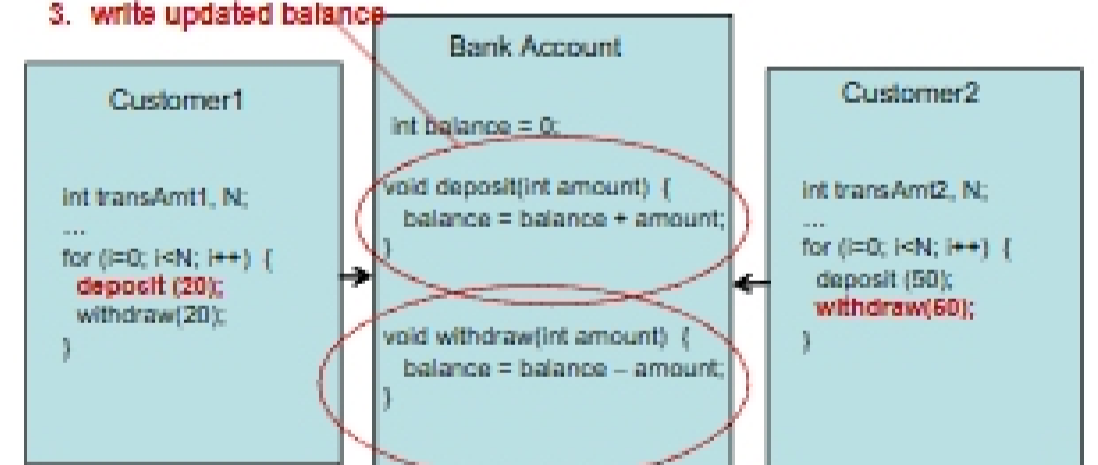 3. write updated balance
Bank Account
Customer1
Customer2
int balance = 0;
int transAmt1, N;
...
for (i=0; i<N; i++) {
deposit (20);
withdraw(20);
}
void deposit(int amount) {
balance = balance + amount;
}
void withdraw(int amount) {
balance = balance – amount;
}
int transAmt2, N;
...
for (i=0; i<N; i++) {
deposit (50);
}